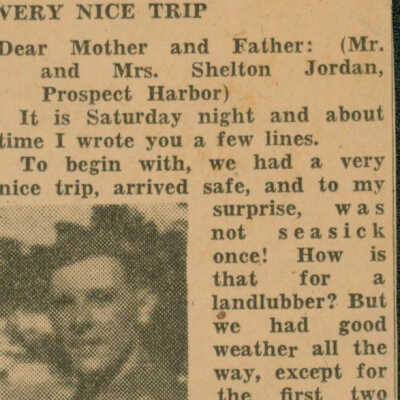 VERY NICE TRIP
Dear Mother and Father: (Mr.
and Mrs. Shelton Jordan,
Prospect Harbor)
It is Saturday night and about
time I wrote you a few lines.
To begin with, we had a very
nice trip, arrived safe, and to my
surprise, was
not seasick
once! How is
that for a
landlubber? But
we had good
weather all the
way, except for
the first two